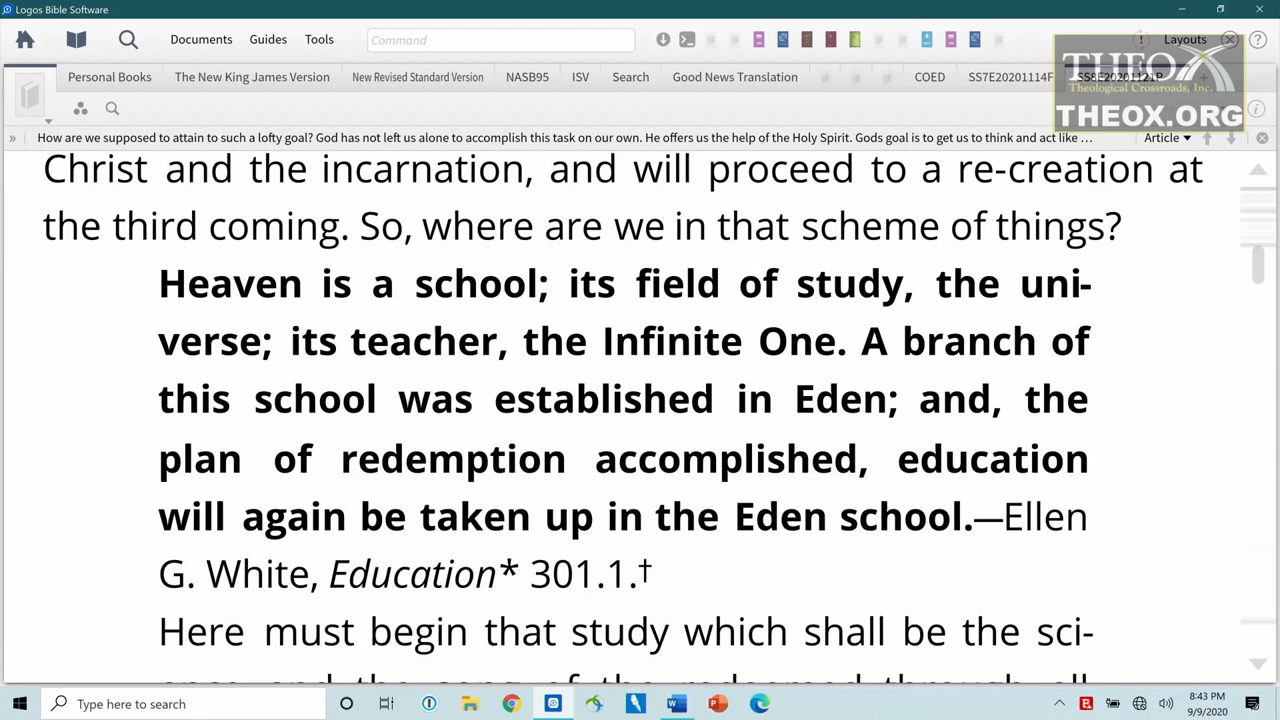 Logos Bible Software
Documents Guides Tools Command Layouts
Personal Books The New King James Version New Revised Standard Version NASB95 ISV Search Good News Translation COED SS7E20201114F SS8E20201121P
THEOX
Theological Crossroads, Inc.
THEOX.ORG
How are we supposed to attain to such a lofty goal? God has not left us alone to accomplish this task on our own. He offers us the help of the Holy Spirit. Gods goal is to get us to think and act like ... Article
Christ and the incarnation, and will proceed to a re-creation at
the third coming. So, where are we in that scheme of things?
Heaven is a school; its field of study, the uni-
verse; its teacher, the Infinite One. A branch of
this school was established in Eden; and, the
plan of redemption accomplished, education
will again be taken up in the Eden school.—Ellen
G. White, Education* 301.1.†
Here must begin that study which shall be the sci-
Type here to search
8:43 PM
9/9/2020